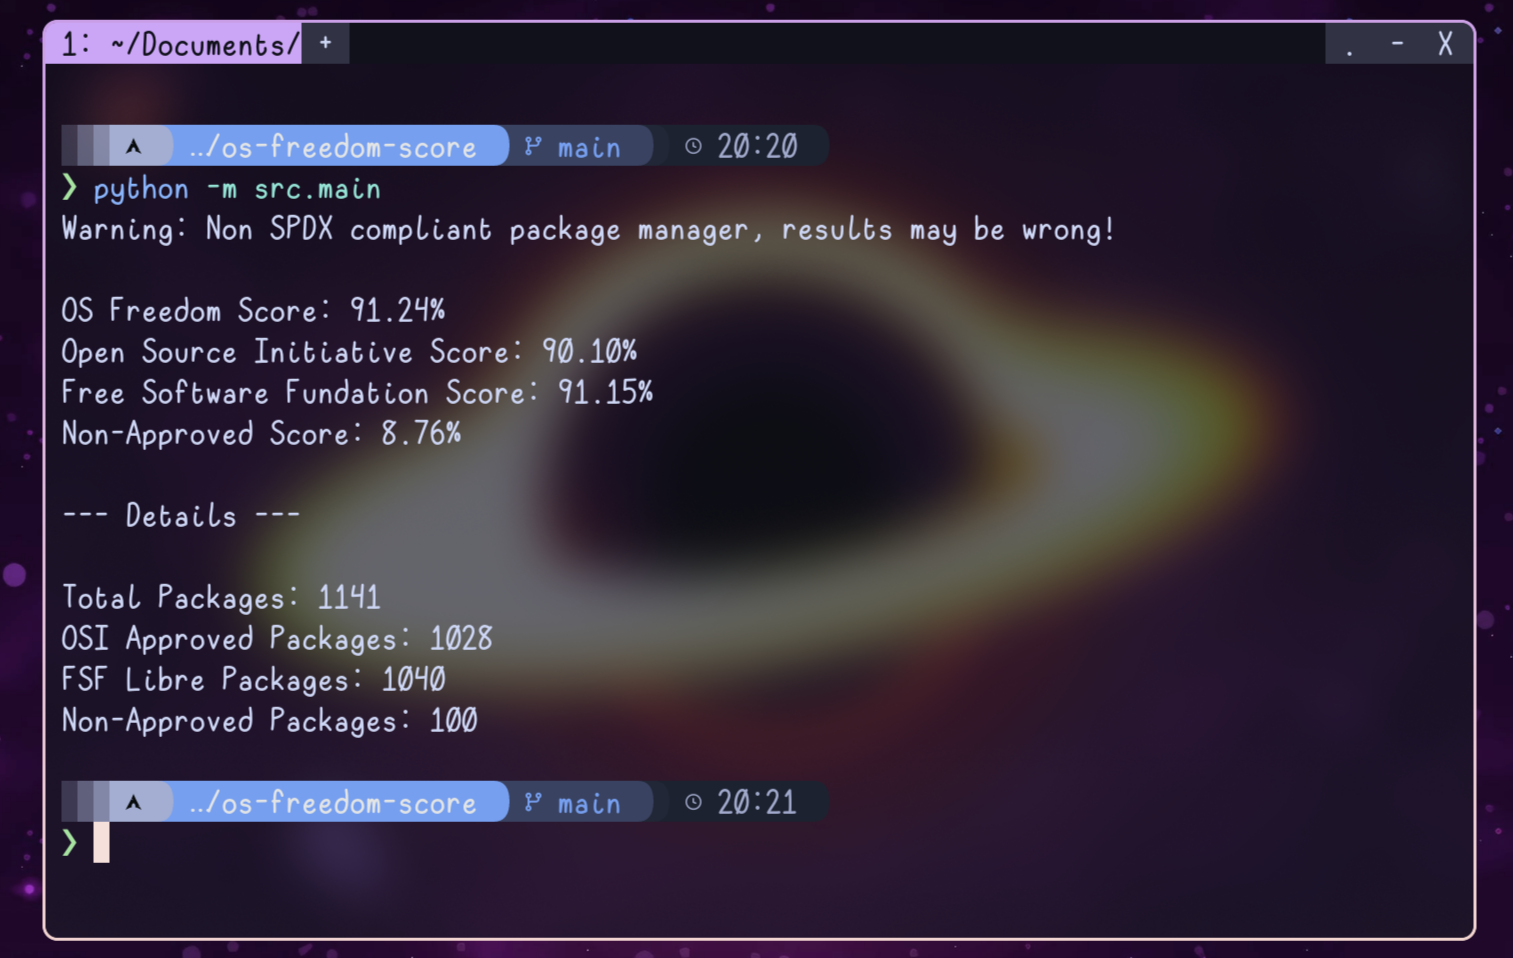 1: ~/Documents/ + . - X
../os-freedom-score main 20:20
❯ python -m src.main
Warning: Non SPDX compliant package manager, results may be wrong!
OS Freedom Score: 91.24%
Open Source Initiative Score: 90.10%
Free Software Fundation Score: 91.15%
Non-Approved Score: 8.76%
--- Details ---
Total Packages: 1141
OSI Approved Packages: 1028
FSF Libre Packages: 1040
Non-Approved Packages: 100
../os-freedom-score main 20:21
❯